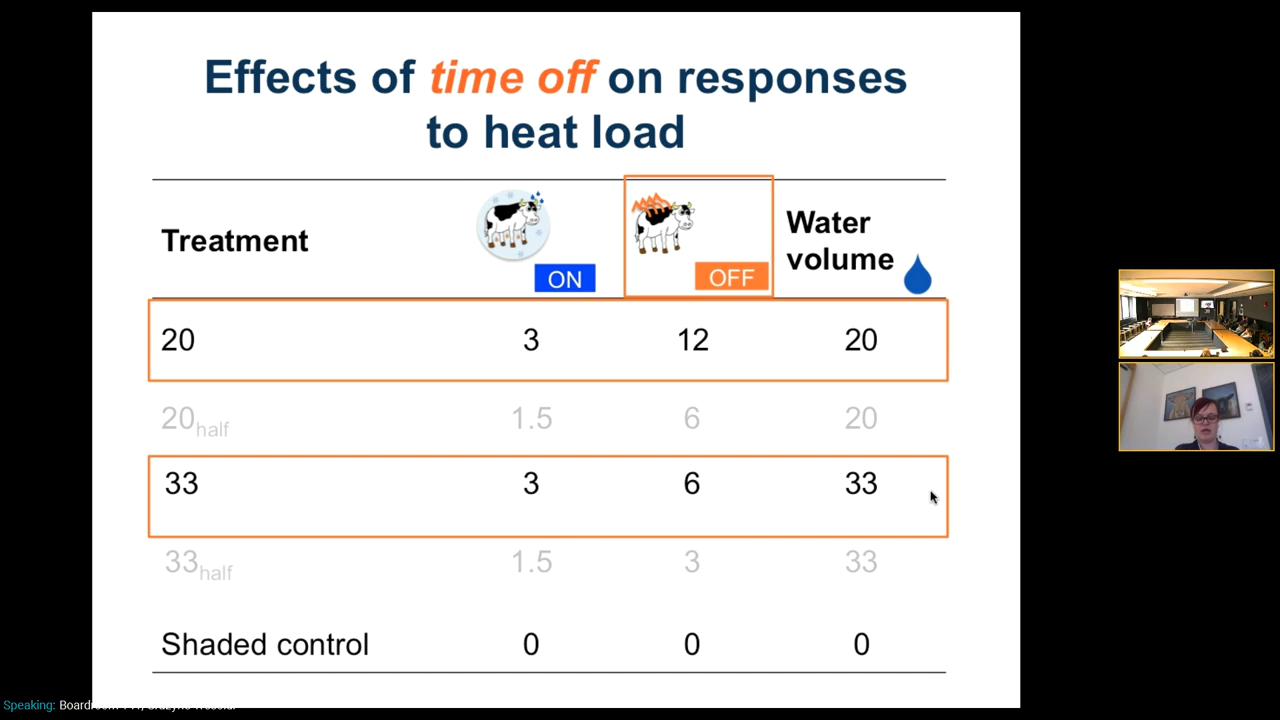 Effects of time off on responses
to heat load
Treatment
ON
OFF
Water
volume
20 3 12 20
20half 1.5 6 20
33 3 6 33
33half 1.5 3 33
Shaded control 0 0 0
Speaking: